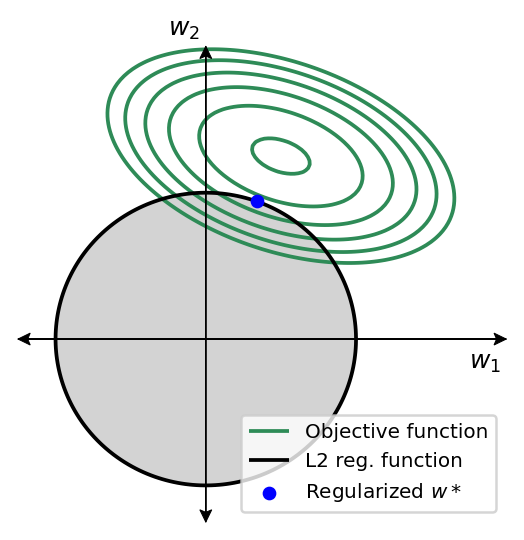 w₂
w₁
Objective function
L2 reg. function
Regularized w*